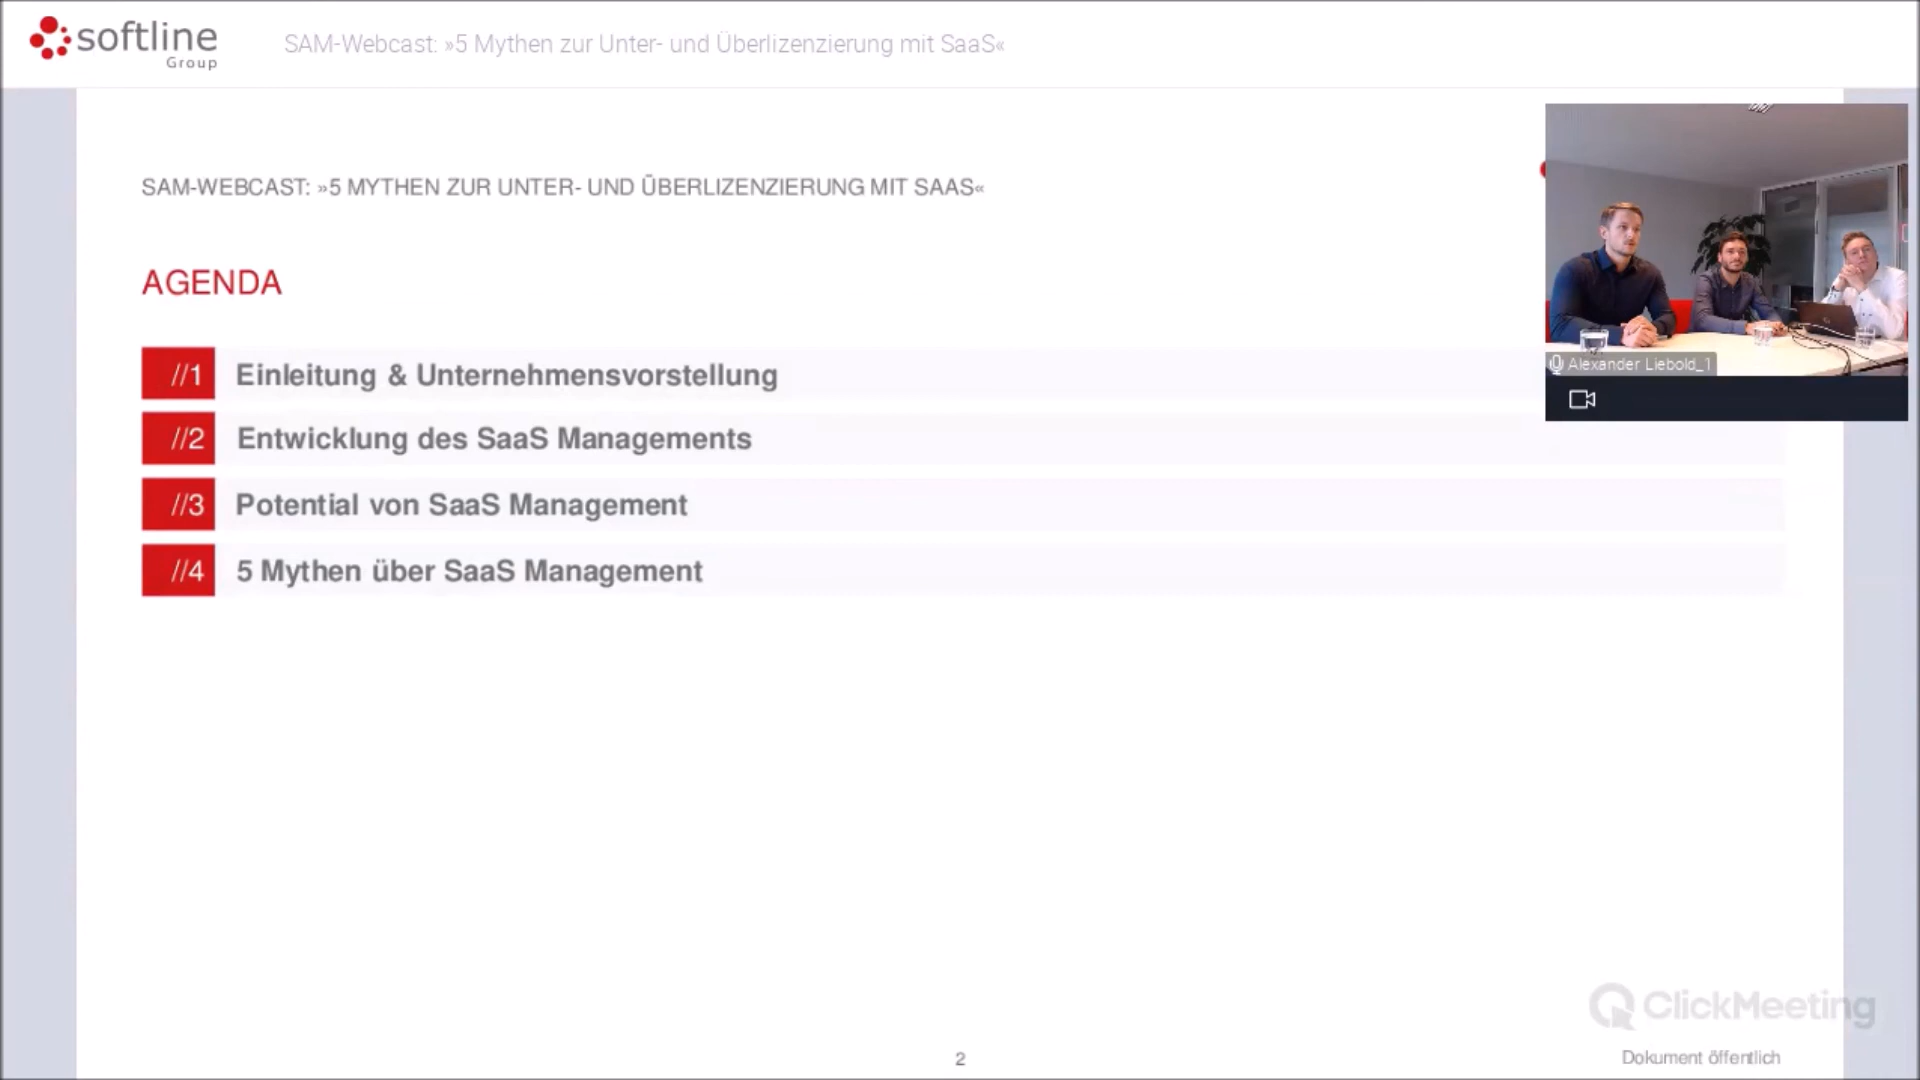 softline
Group
SAM-Webcast: »5 Mythen zur Unter- und Überlizenzierung mit SaaS«
SAM-WEBCAST: »5 MYTHEN ZUR UNTER- UND ÜBERLIZENZIERUNG MIT SAAS«
AGENDA
//1 Einleitung & Unternehmensvorstellung
//2 Entwicklung des SaaS Managements
//3 Potential von SaaS Management
//4 5 Mythen über SaaS Management
Alexander Liebold_1
ClickMeeting
2
Dokument öffentlich